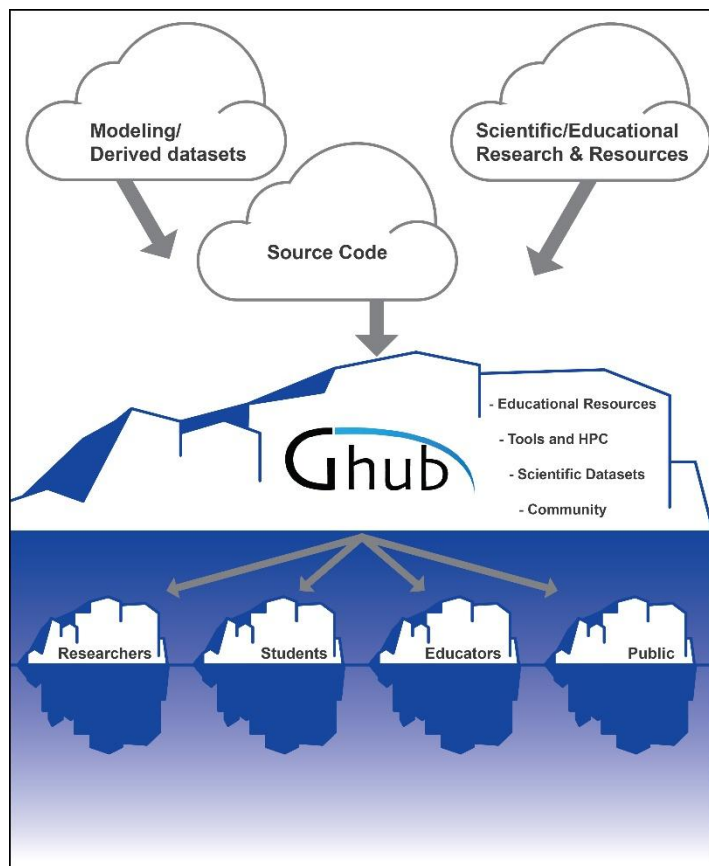 Modeling/
Derived datasets
Scientific/Educational
Research & Resources
Source Code
- Educational Resources
- Tools and HPC
- Scientific Datasets
- Community
Ghub
Researchers
Students
Educators
Public